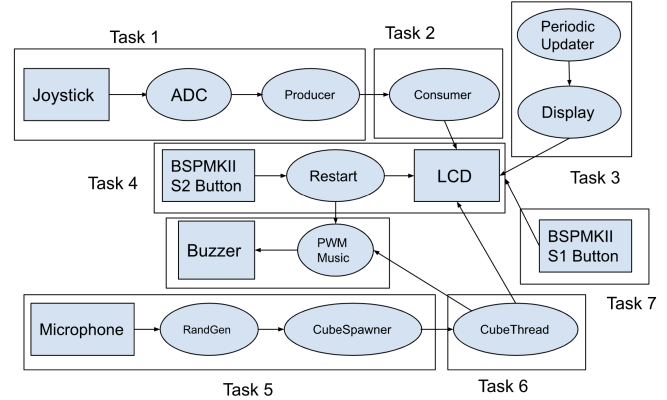 Task 1
Task 2
Periodic
Updater
Joystick
ADC
Producer
Consumer
Display
Task 3
Task 4
BSPMKII
S2 Button
Restart
LCD
Buzzer
PWM
Music
BSPMKII
S1 Button
Task 7
Microphone
RandGen
CubeSpawner
CubeThread
Task 5
Task 6